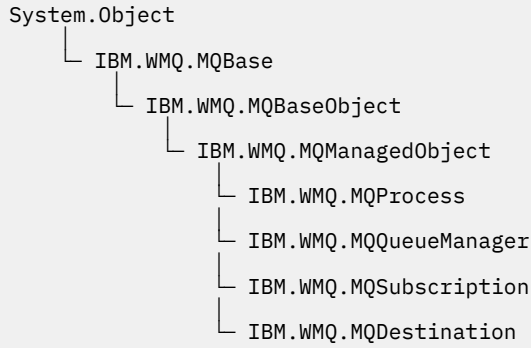 System.Object
IBM.WMQ.MQBase
IBM.WMQ.MQBaseObject
IBM.WMQ.MQManagedObject
IBM.WMQ.MQProcess
IBM.WMQ.MQQueueManager
IBM.WMQ.MQSubscription
IBM.WMQ.MQDestination